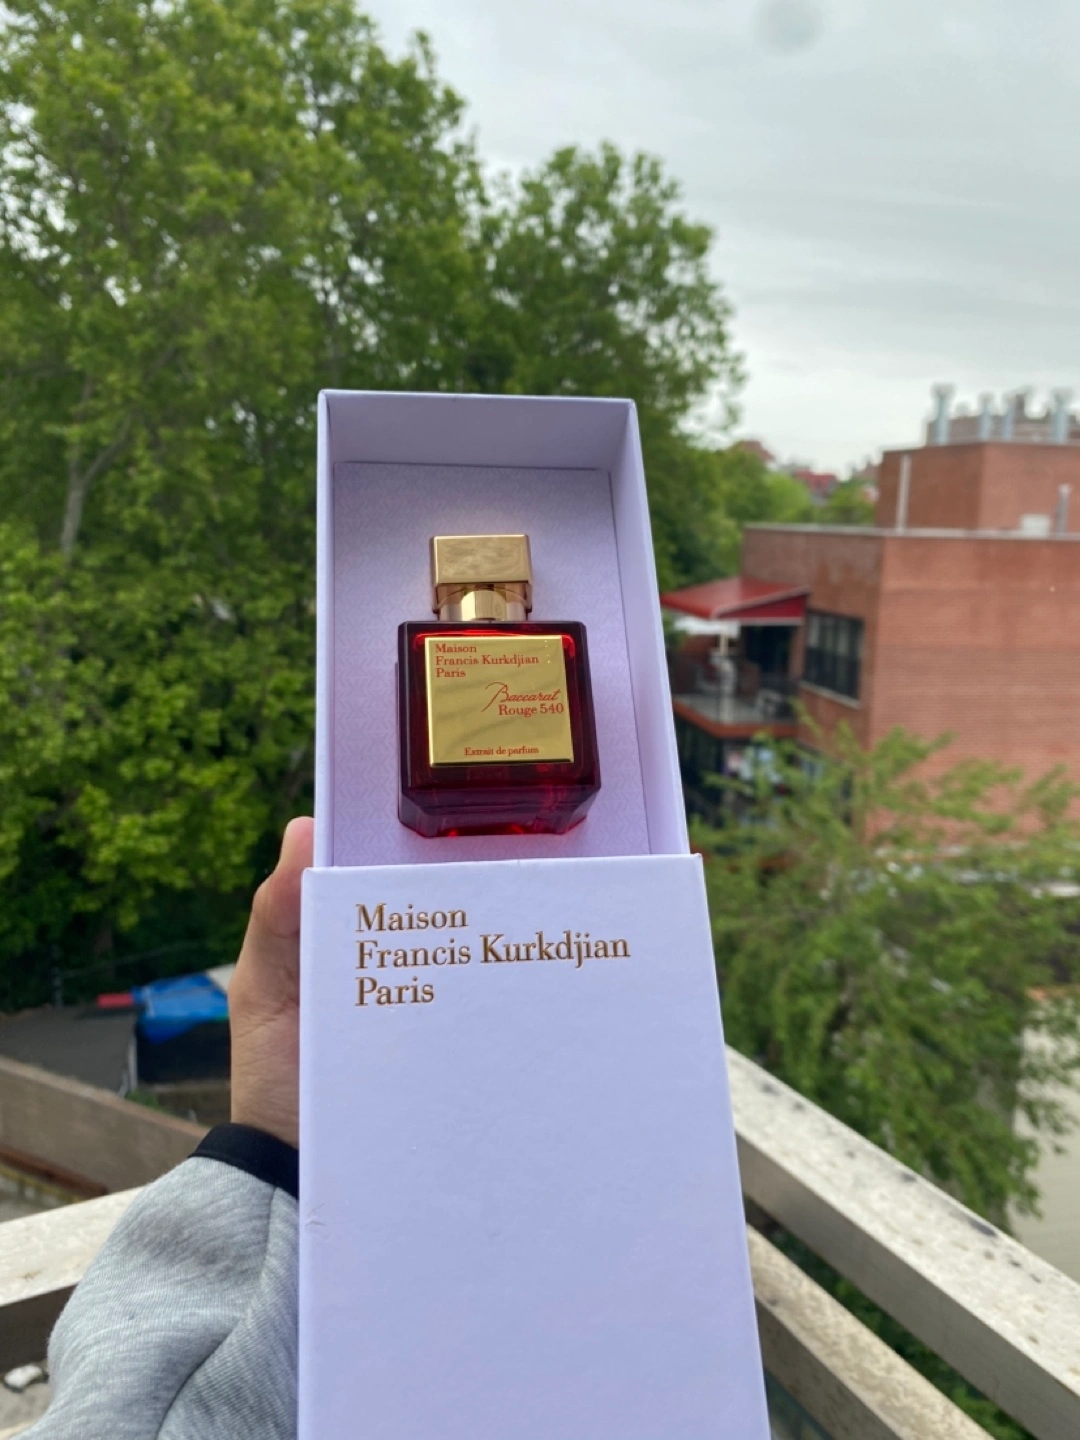 Maison
Francis Kurkdjian
Paris
Baccarat
Rouge 540
Extrait de parfum
Maison
Francis Kurkdjian
Paris